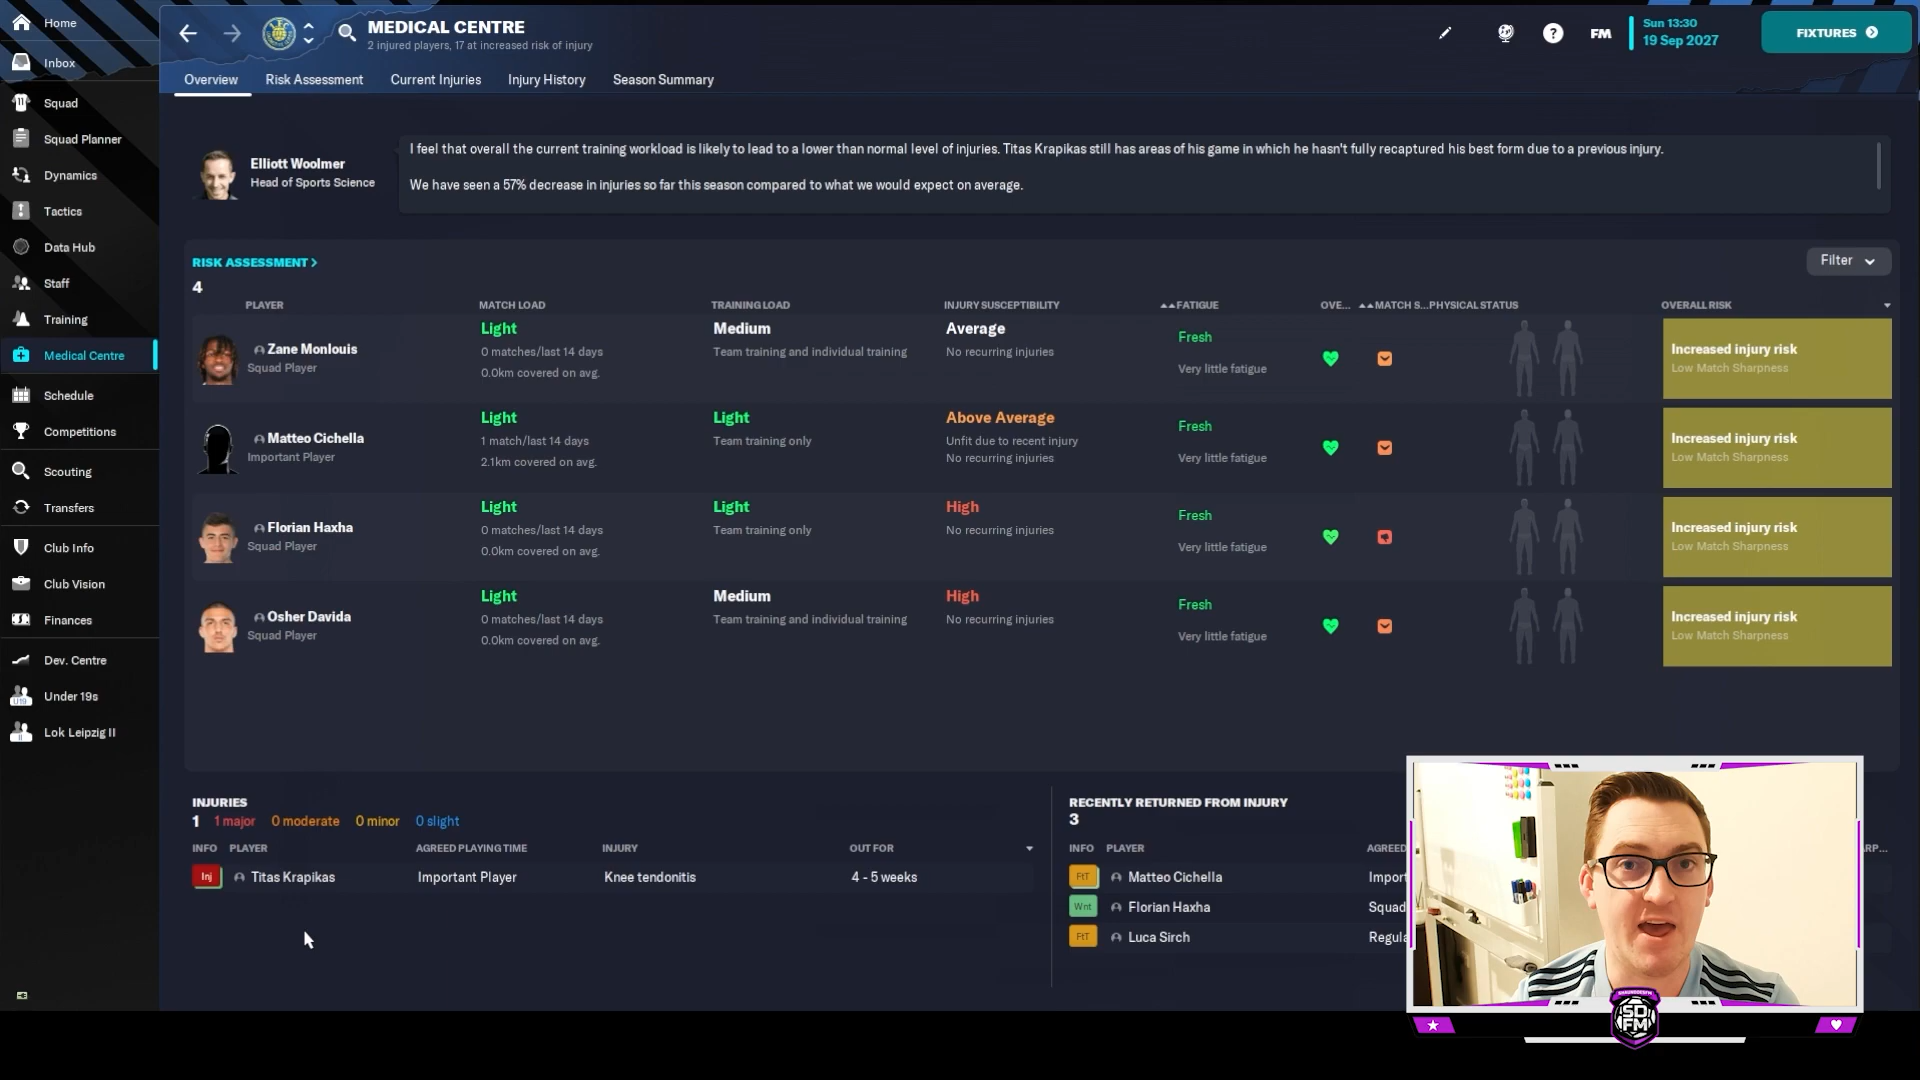 Home
Inbox
Squad
Squad Planner
Dynamics
Tactics
Data Hub
Staff
Training
Medical Centre
Schedule
Competitions
Scouting
Transfers
Club Info
Club Vision
Finances
Dev. Centre
U19
Under 19s
Lok Leipzig II
MEDICAL CENTRE
2 injured players, 17 at increased risk of injury
?
FM
Sun 13:30
19 Sep 2027
FIXTURES
Overview
Risk Assessment
Current Injuries
Injury History
Season Summary
Elliott Woolmer
Head of Sports Science
I feel that overall the current training workload is likely to lead to a lower than normal level of injuries. Titas Krapikas still has areas of his game in which he hasn't fully recaptured his best form due to a previous injury.
We have seen a 57% decrease in injuries so far this season compared to what we would expect on average.
RISK ASSESSMENT >
4
Filter
PLAYER MATCH LOAD TRAINING LOAD INJURY SUSCEPTIBILITY FATIGUE OVE... MATCH S... PHYSICAL STATUS OVERALL RISK
Zane Monlouis
Squad Player
Light
0 matches/last 14 days
0.0km covered on avg.
Medium
Team training and individual training
Average
No recurring injuries
Fresh
Very little fatigue
Increased injury risk
Low Match Sharpness
Matteo Cichella
Important Player
Light
1 match/last 14 days
2.1km covered on avg.
Light
Team training only
Above Average
Unfit due to recent injury
No recurring injuries
Fresh
Very little fatigue
Increased injury risk
Low Match Sharpness
Florian Haxha
Squad Player
Light
0 matches/last 14 days
0.0km covered on avg.
Light
Team training only
High
No recurring injuries
Fresh
Very little fatigue
Increased injury risk
Low Match Sharpness
Osher Davida
Squad Player
Light
0 matches/last 14 days
0.0km covered on avg.
Medium
Team training and individual training
High
No recurring injuries
Fresh
Very little fatigue
Increased injury risk
Low Match Sharpness
INJURIES
1 1 major 0 moderate 0 minor 0 slight
INFO PLAYER AGREED PLAYING TIME INJURY OUT FOR
Inj Titas Krapikas Important Player Knee tendonitis 4 - 5 weeks
RECENTLY RETURNED FROM INJURY
3
INFO PLAYER AGREED ARP...
FtT Matteo Cichella Import
Wnt Florian Haxha Squad
FtT Luca Sirch Regula
SD
FM